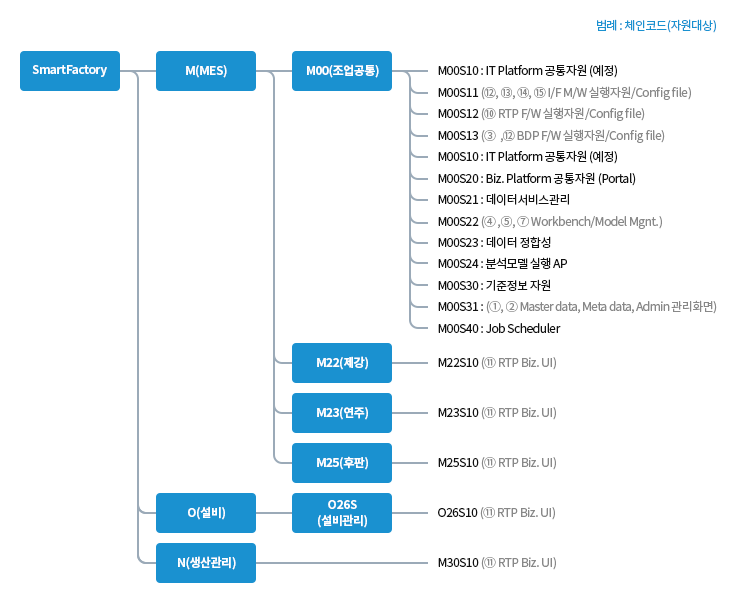 범례 : 체인코드(자원대상)
SmartFactory
M(MES)
M00(조업공통)
M00S10 : IT Platform 공통자원 (예정)
M00S11 (⑫, ⑬, ⑭, ⑮ I/F M/W 실행자원/Config file)
M00S12 (⑩ RTP F/W 실행자원/Config file)
M00S13 (③ ,⑫ BDP F/W 실행자원/Config file)
M00S10 : IT Platform 공통자원 (예정)
M00S20 : Biz. Platform 공통자원 (Portal)
M00S21 : 데이터서비스관리
M00S22 (④ ,⑤, ⑦ Workbench/Model Mgnt.)
M00S23 : 데이터 정합성
M00S24 : 분석모델 실행 AP
M00S30 : 기준정보 자원
M00S31 : (①, ② Master data, Meta data, Admin 관리화면)
M00S40 : Job Scheduler
M22(제강)
M22S10 (⑪ RTP Biz. UI)
M23(연주)
M23S10 (⑪ RTP Biz. UI)
M25(후판)
M25S10 (⑪ RTP Biz. UI)
O(설비)
O26S
(설비관리)
O26S10 (⑪ RTP Biz. UI)
N(생산관리)
M30S10 (⑪ RTP Biz. UI)